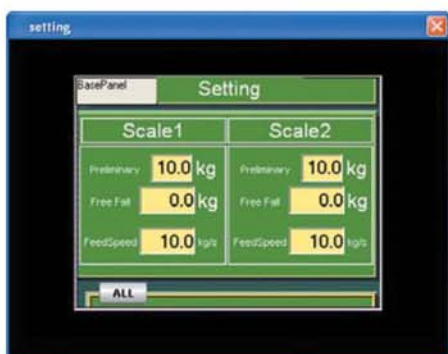 setting
BasePanel Setting
Scale1 Scale2
Preliminary 10.0 kg Preliminary 10.0 kg
Free Fall 0.0 kg Free Fall 0.0 kg
FeedSpeed 10.0 kg/s FeedSpeed 10.0 kg/s
ALL